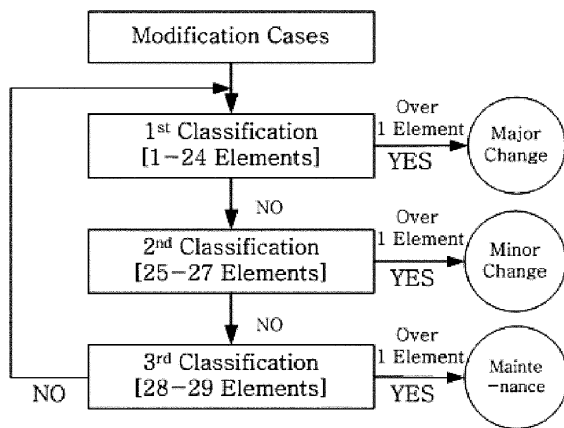 Modification Cases
1st Classification
[1-24 Elements]
Over
1 Element
YES
Major
Change
NO
2nd Classification
[25-27 Elements]
Over
1 Element
YES
Minor
Change
NO
3rd Classification
[28-29 Elements]
Over
1 Element
YES
Mainte
-nance
NO